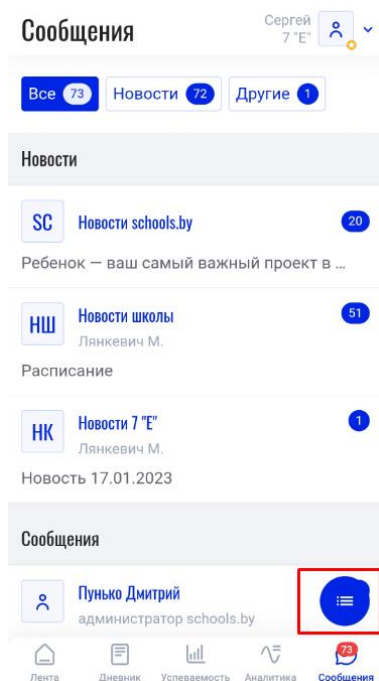 Сообщения
Сергей
7 "Е"
Все 73
Новости 72
Другие 1
Новости
SC
Новости schools.by
20
Ребенок — ваш самый важный проект в ...
НШ
Новости школы
51
Лянкевич М.
Расписание
НК
Новости 7 "Е"
1
Лянкевич М.
Новость 17.01.2023
Сообщения
Пунько Дмитрий
администратор schools.by
73
Лента Дневник Успеваемость Аналитика Сообщения